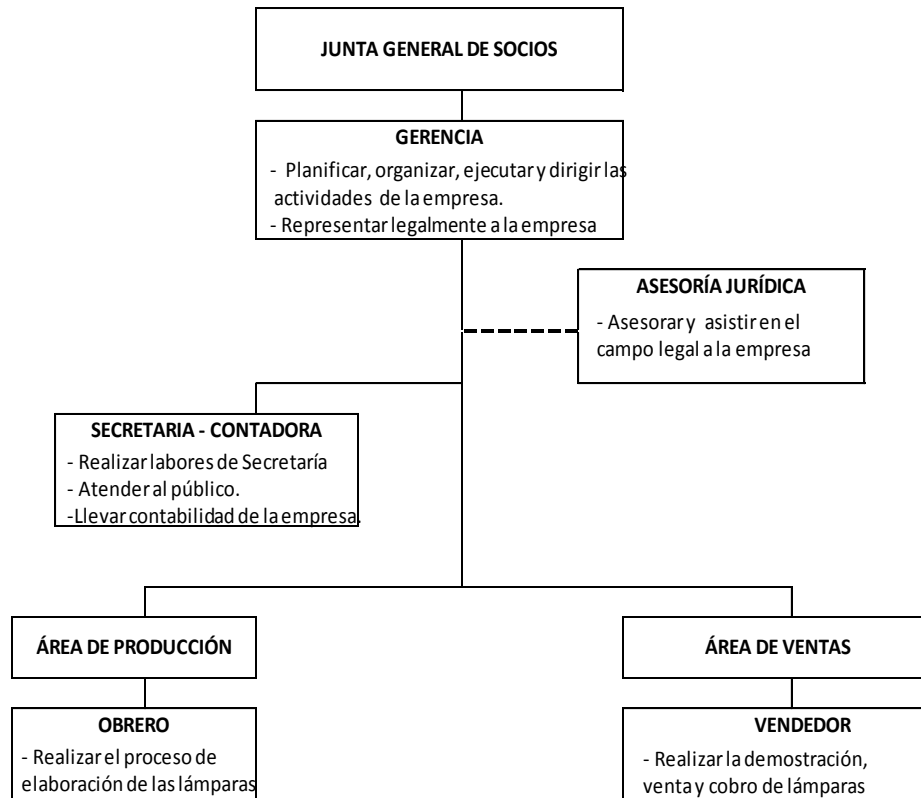 JUNTA GENERAL DE SOCIOS
GERENCIA
- Planificar, organizar, ejecutar y dirigir las
actividades de la empresa.
- Representar legalmente a la empresa
ASESORÍA JURÍDICA
- Asesorar y asistir en el
campo legal a la empresa
SECRETARIA - CONTADORA
- Realizar labores de Secretaría
- Atender al público.
-Llevar contabilidad de la empresa.
ÁREA DE PRODUCCIÓN
ÁREA DE VENTAS
OBRERO
- Realizar el proceso de
elaboración de las lámparas
VENDEDOR
- Realizar la demostración,
venta y cobro de lámparas